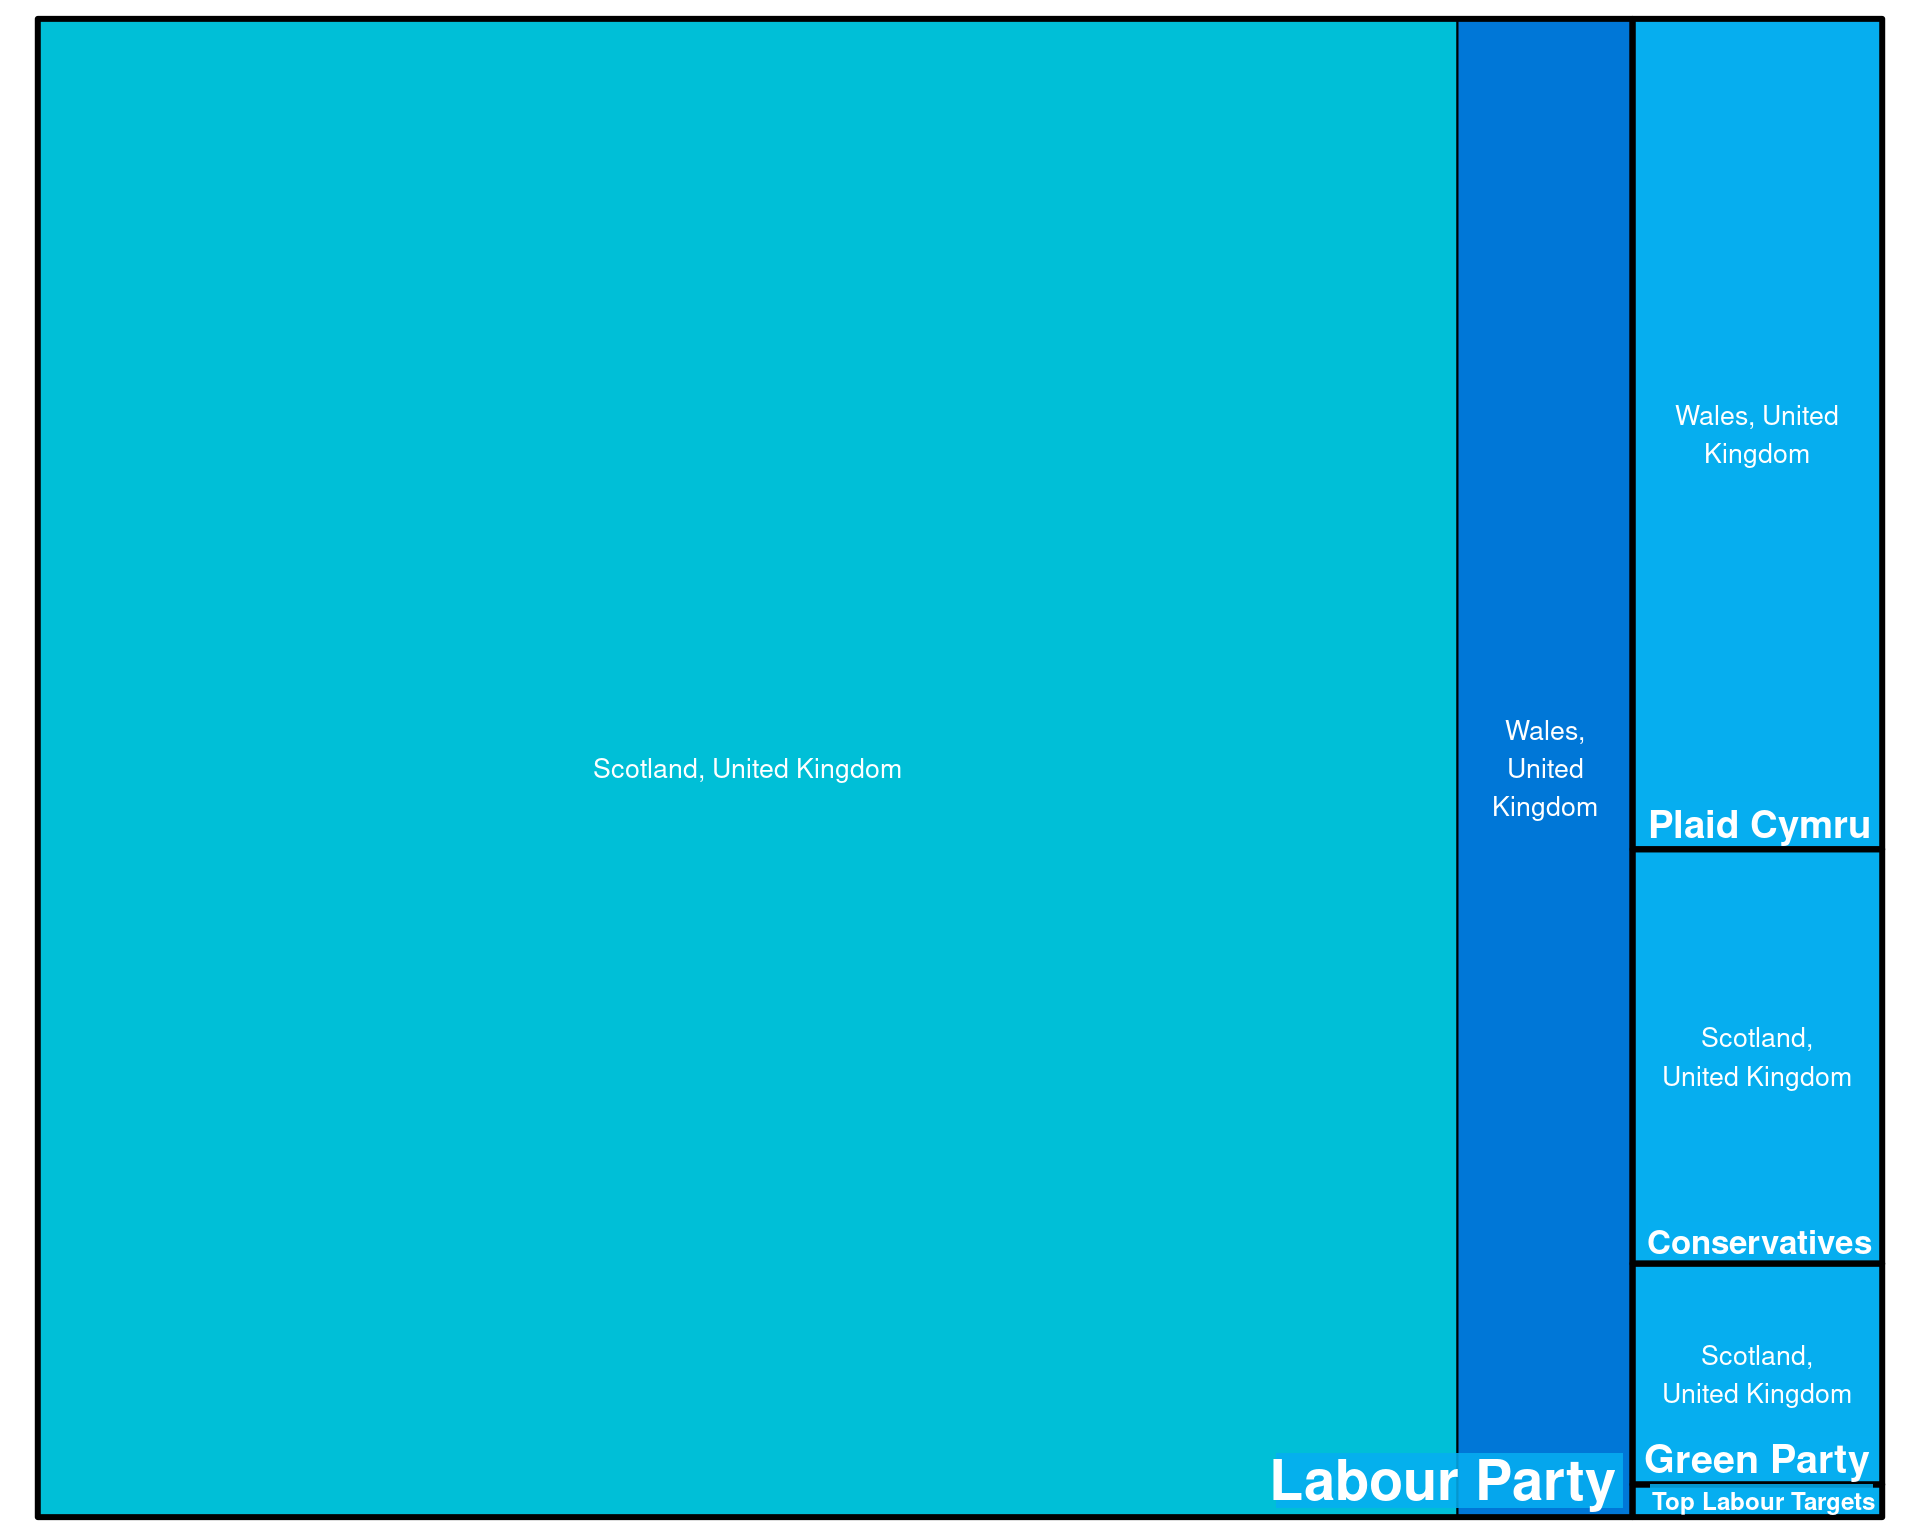 Scotland, United Kingdom
Wales,
United
Kingdom
Labour Party
Wales, United
Kingdom
Plaid Cymru
Scotland,
United Kingdom
Conservatives
Scotland,
United Kingdom
Green Party
Top Labour Targets